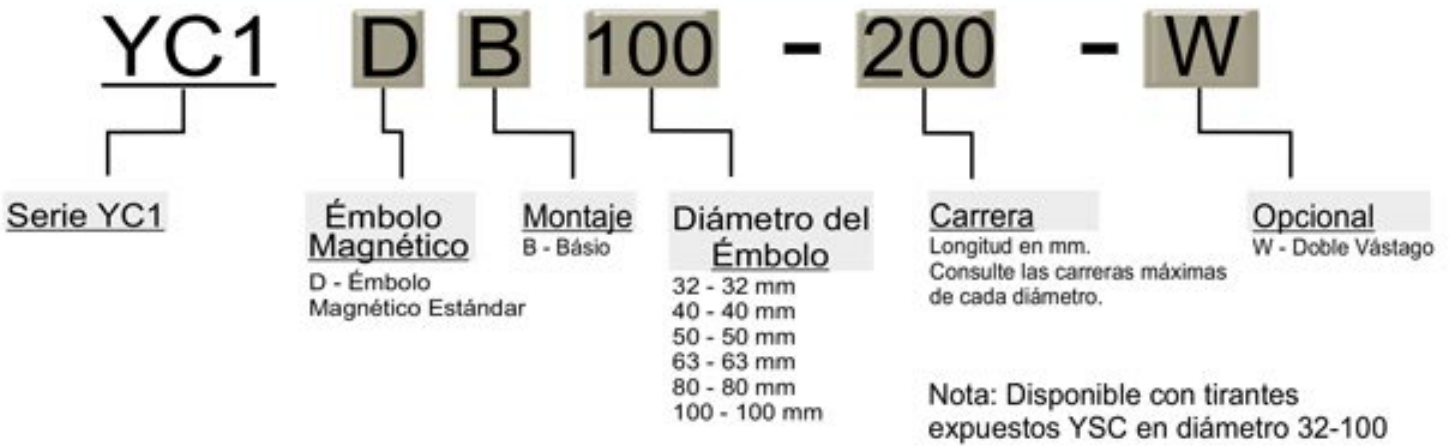 YC1 D B 100 - 200 - W
Serie YC1
Émbolo
Magnético
D - Émbolo
Magnético Estándar
Montaje
B - Básio
Diámetro del
Émbolo
32 - 32 mm
40 - 40 mm
50 - 50 mm
63 - 63 mm
80 - 80 mm
100 - 100 mm
Carrera
Longitud en mm.
Consulte las carreras máximas
de cada diámetro.
Opcional
W - Doble Vástago
Nota: Disponible con tirantes
expuestos YSC en diámetro 32-100